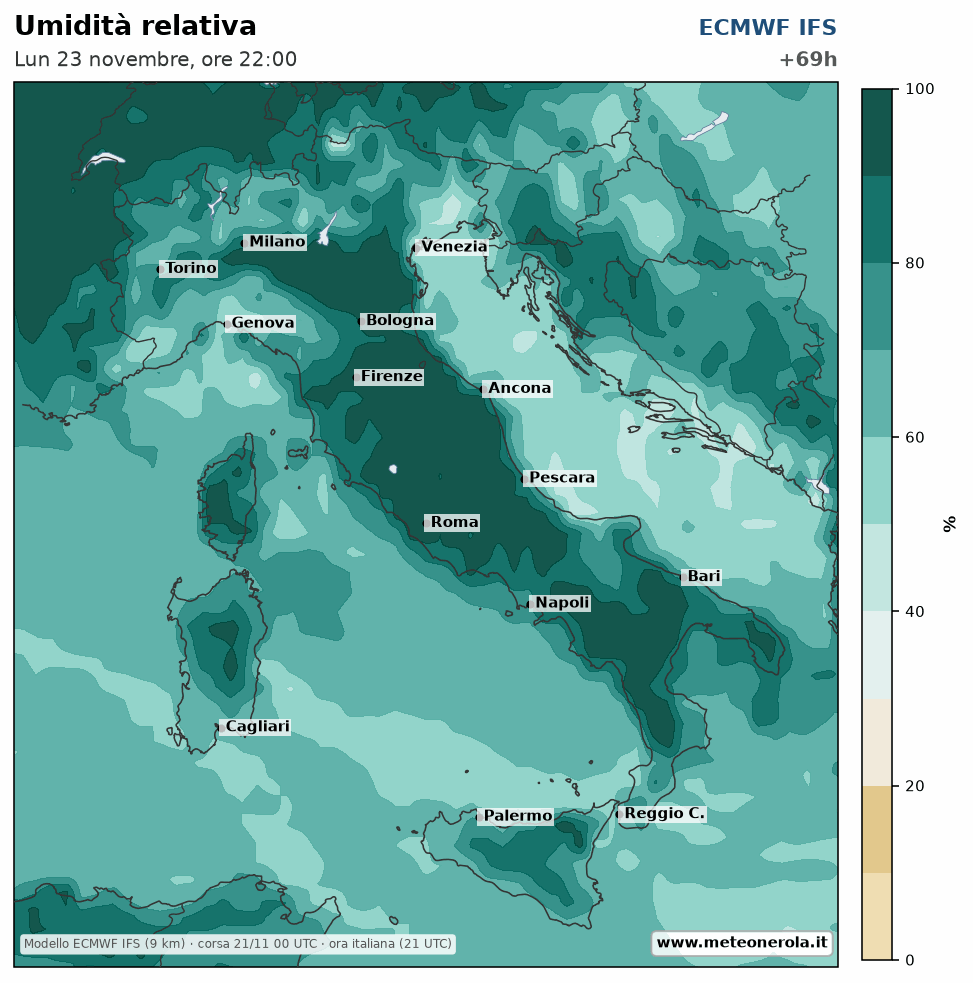 Umidità relativa
ECMWF IFS
Lun 23 novembre, ore 22:00
+69h
100
80
60
40
20
0
%
Milano
Venezia
Torino
Genova
Bologna
Firenze
Ancona
Pescara
Roma
Bari
Napoli
Cagliari
Palermo
Reggio C.
Modello ECMWF IFS (9 km) · corsa 21/11 00 UTC · ora italiana (21 UTC)
www.meteonerola.it